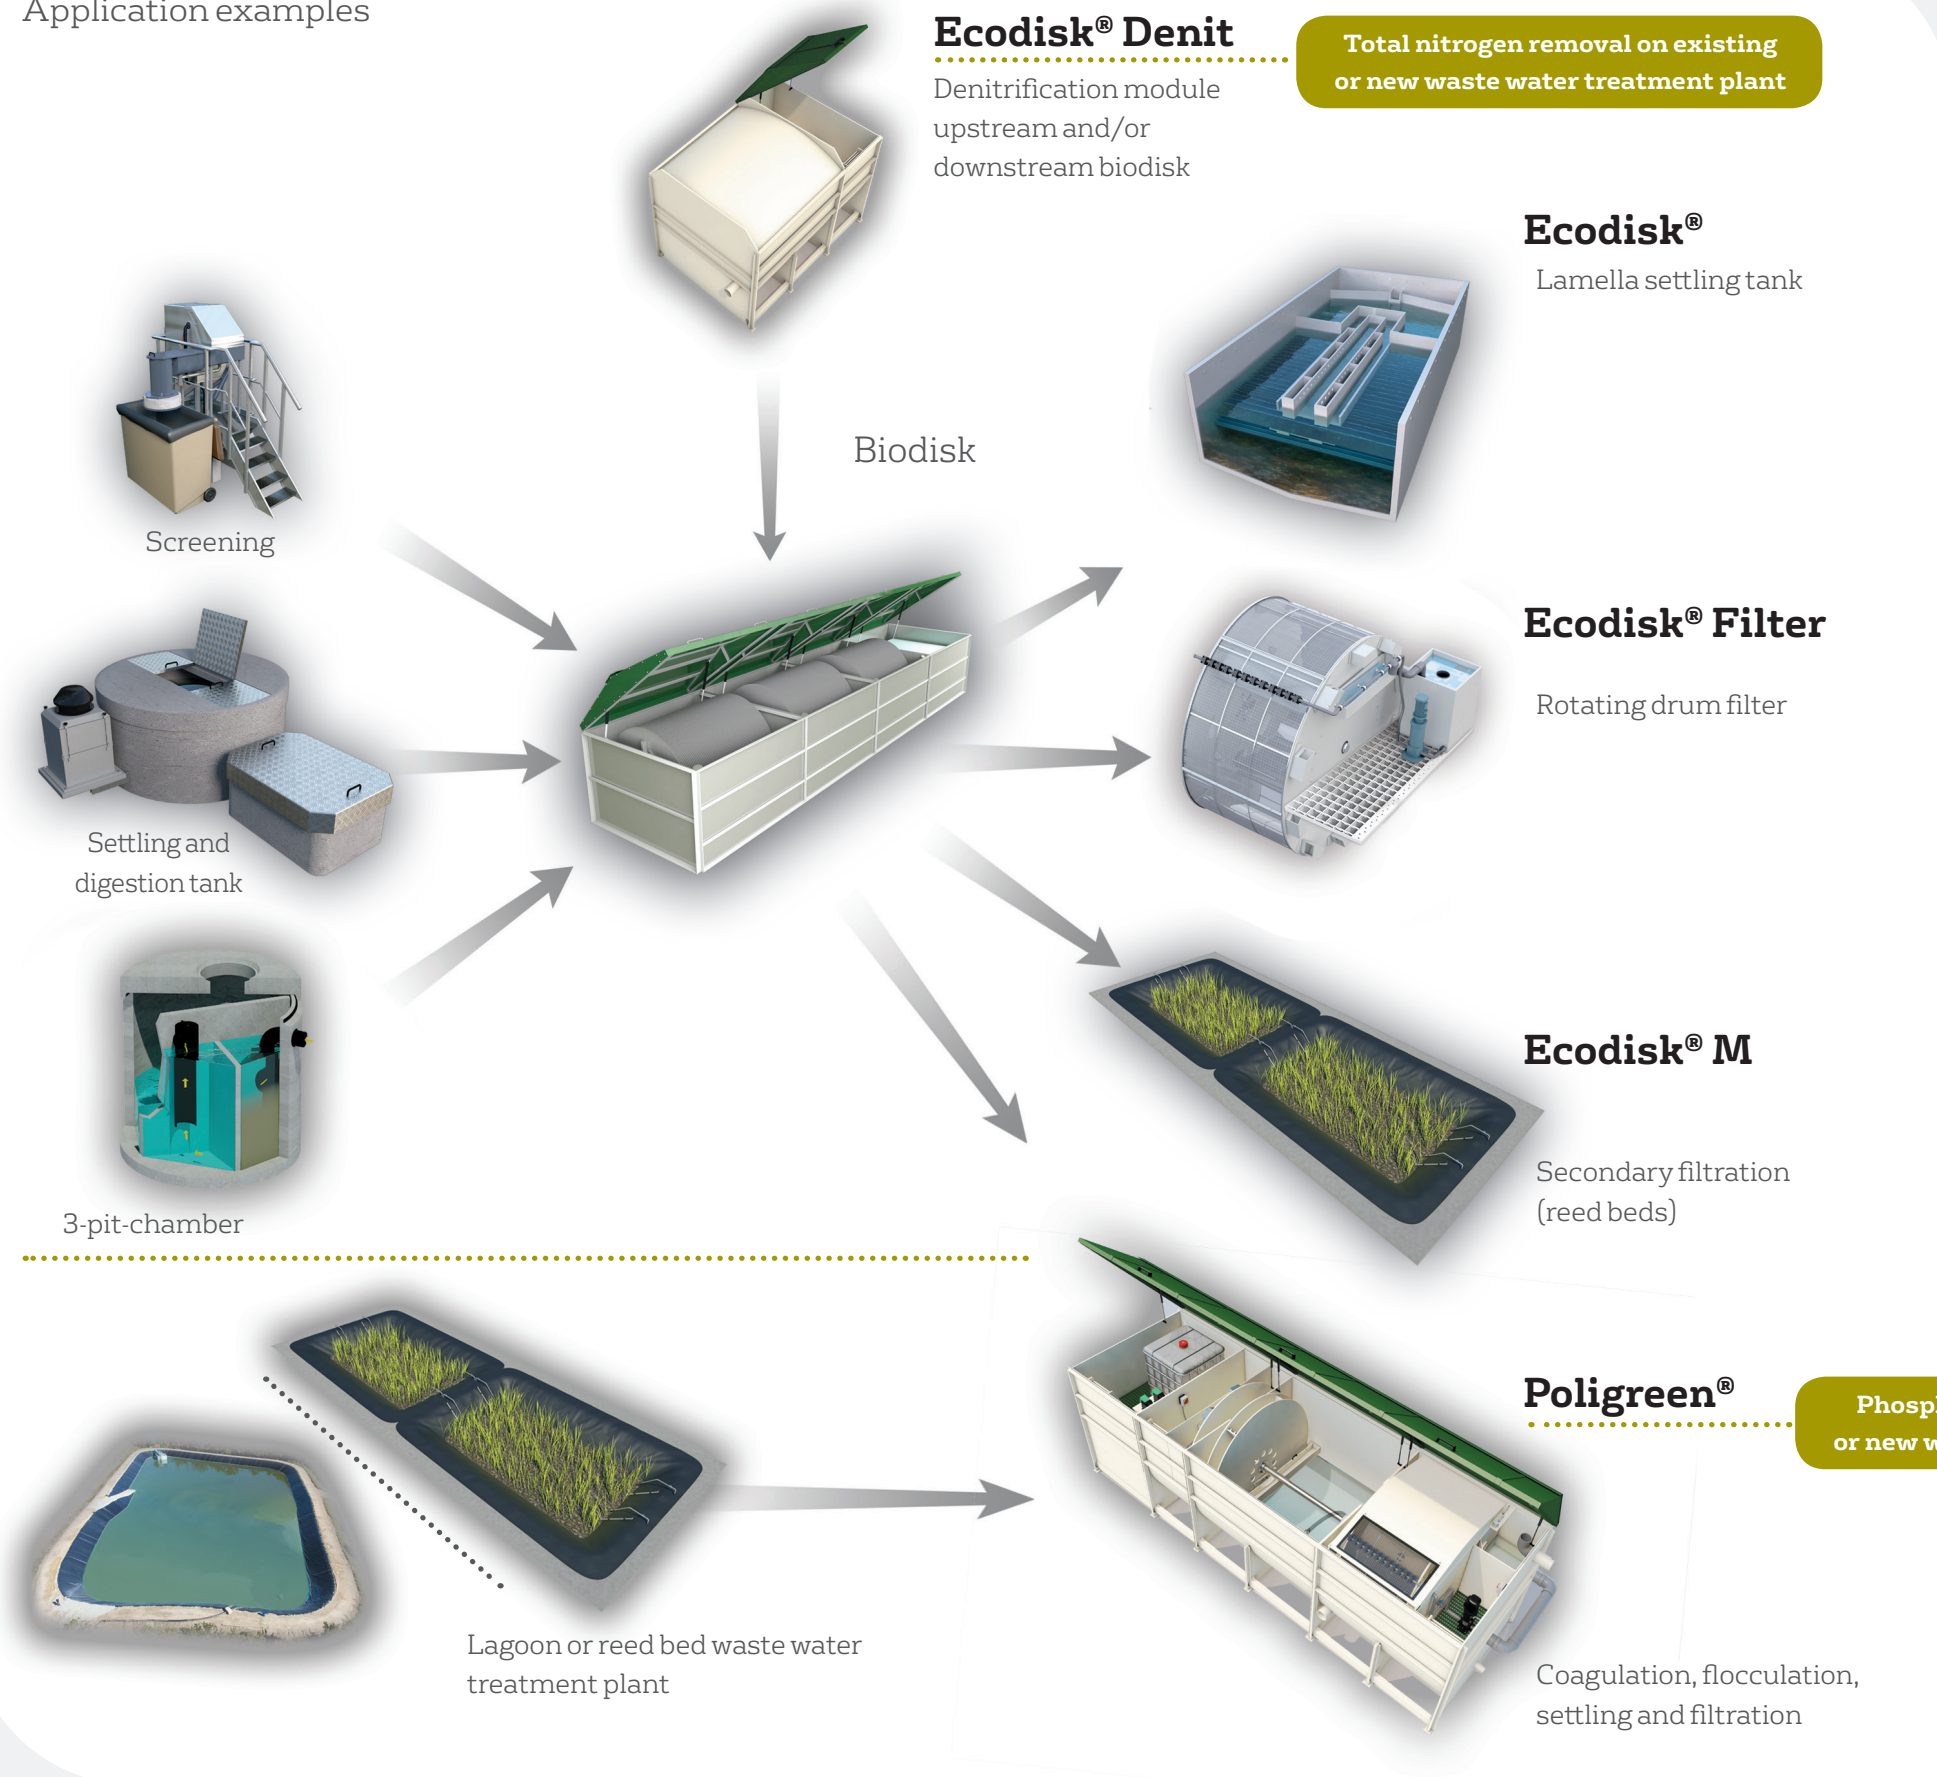 Application examples
Ecodisk® Denit
Denitrification module
upstream and/or
downstream biodisk
Total nitrogen removal on existing
or new waste water treatment plant
Ecodisk®
Lamella settling tank
Screening
Biodisk
Ecodisk® Filter
Rotating drum filter
Settling and
digestion tank
Ecodisk® M
Secondary filtration
(reed beds)
3-pit-chamber
Poligreen®
or new
Lagoon or reed bed waste water
treatment plant
Coagulation, flocculation,
settling and filtration